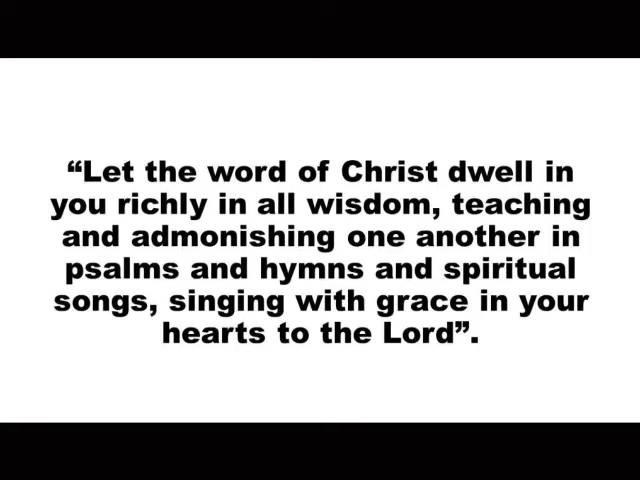 “Let the word of Christ dwell in
you richly in all wisdom, teaching
and admonishing one another in
psalms and hymns and spiritual
songs, singing with grace in your
hearts to the Lord”.